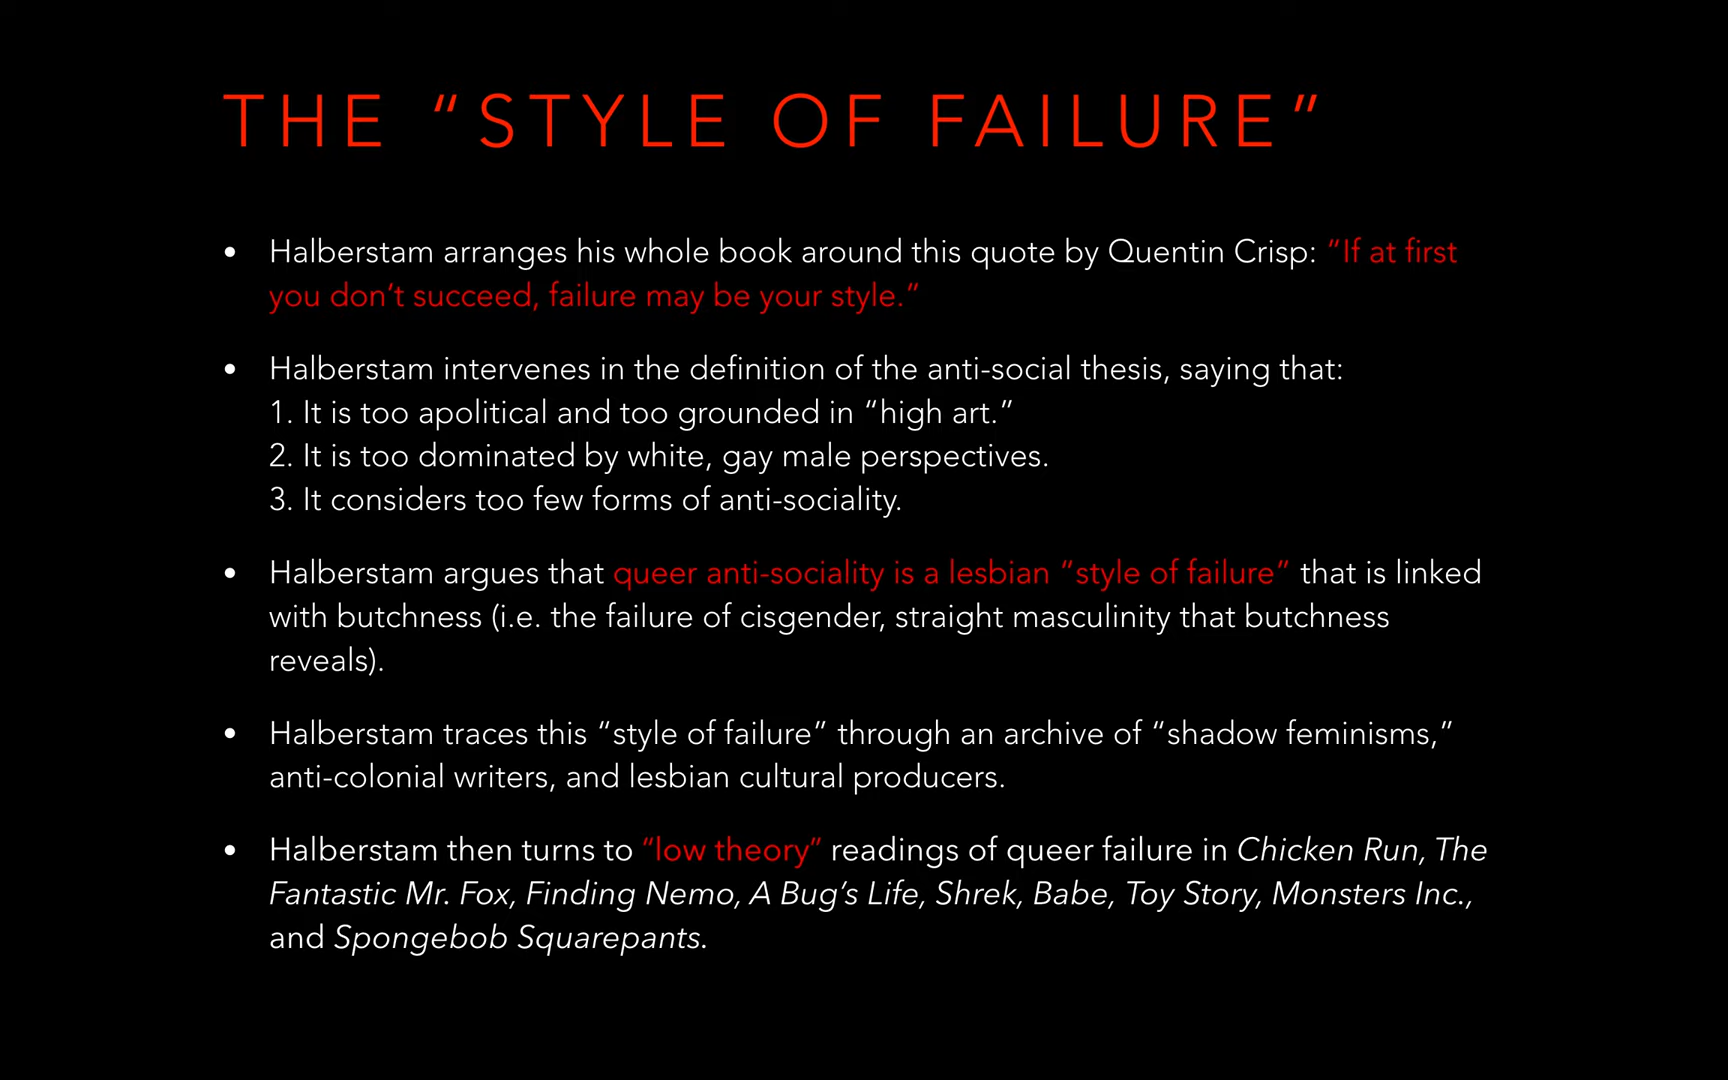 THE “STYLE OF FAILURE”
• Halberstam arranges his whole book around this quote by Quentin Crisp: ”If at first
you don’t succeed, failure may be your style.“
• Halberstam intervenes in the definition of the anti-social thesis, saying that:
1. It is too apolitical and too grounded in “high art.”
2. It is too dominated by white, gay male perspectives.
3. It considers too few forms of anti-sociality.
• Halberstam argues that queer anti-sociality is a lesbian “style of failure” that is linked
with butchness (i.e. the failure of cisgender, straight masculinity that butchness
reveals).
• Halberstam traces this “style of failure” through an archive of “shadow feminisms,”
anti-colonial writers, and lesbian cultural producers.
• Halberstam then turns to “low theory” readings of queer failure in Chicken Run, The
Fantastic Mr. Fox, Finding Nemo, A Bug’s Life, Shrek, Babe, Toy Story, Monsters Inc.,
and Spongebob Squarepants.